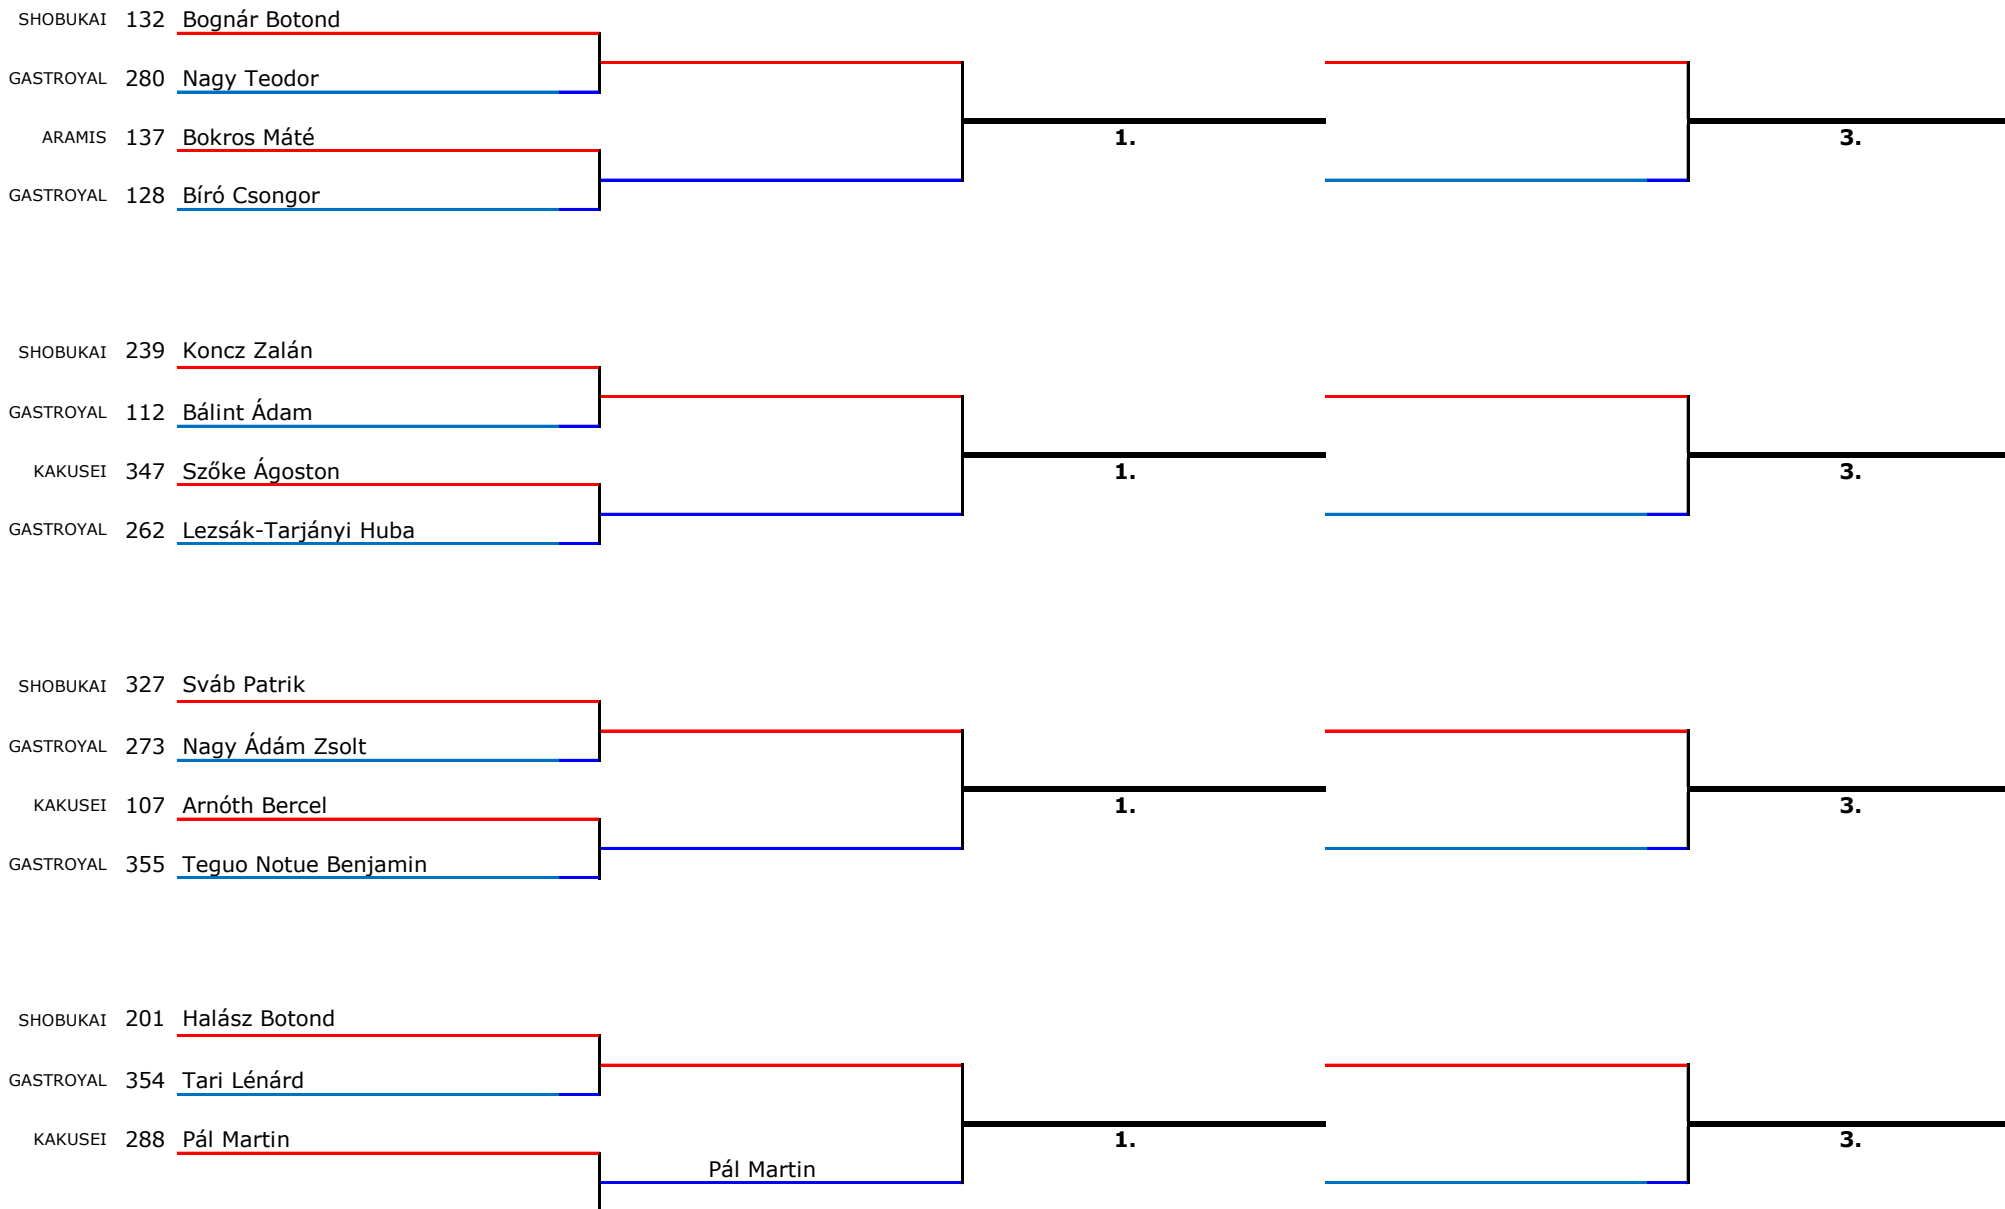 SHOBUKAI 132 Bognár Botond
GASTROYAL 280 Nagy Teodor
ARAMIS 137 Bokros Máté 1. 3.
GASTROYAL 128 Bíró Csongor
SHOBUKAI 239 Koncz Zalán
GASTROYAL 112 Bálint Ádam
KAKUSEI 347 Szőke Ágoston 1. 3.
GASTROYAL 262 Lezsák-Tarjányi Huba
SHOBUKAI 327 Sváb Patrik
GASTROYAL 273 Nagy Ádám Zsolt
KAKUSEI 107 Arnóth Bercel 1. 3.
GASTROYAL 355 Teguo Notue Benjamin
SHOBUKAI 201 Halász Botond
GASTROYAL 354 Tari Lénárd
KAKUSEI 288 Pál Martin 1. 3.
Pál Martin